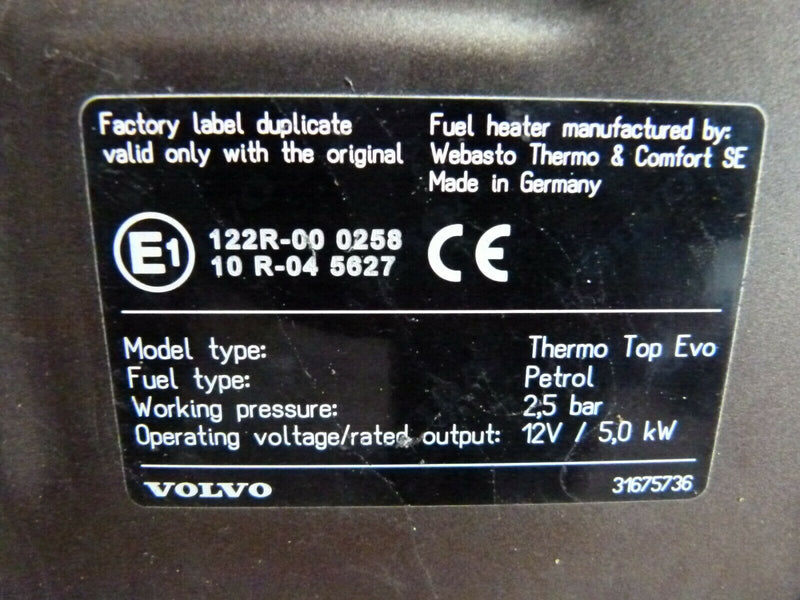 Factory label duplicate
valid only with the original
Fuel heater manufactured by:
Webasto Thermo & Comfort SE
Made in Germany
E1
122R-00 0258
10 R-04 5627
CE
Model type: Thermo Top Evo
Fuel type: Petrol
Working pressure: 2,5 bar
Operating voltage/rated output: 12V / 5,0 kW
VOLVO 31675736